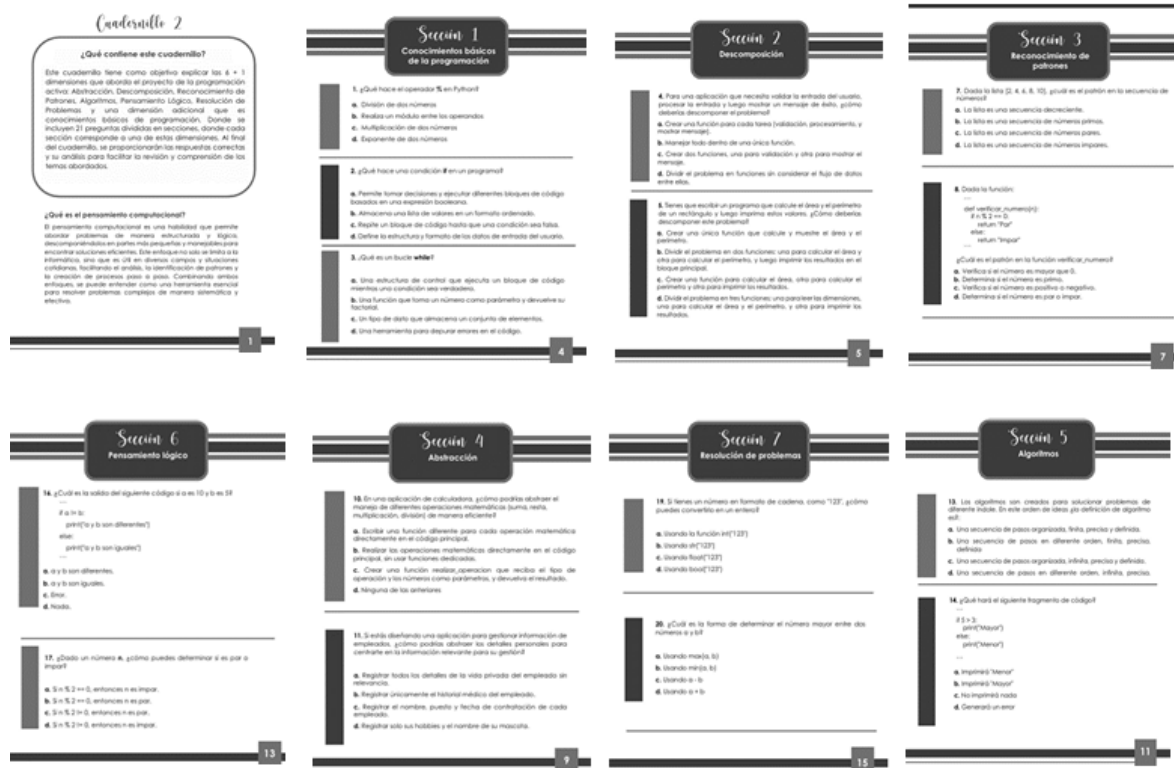 Cuadernillo 2
¿Qué contiene este cuadernillo?
Este cuadernillo tiene como objetivo explicar las 6 + 1
dimensiones que aborda el proyecto de la programación
activa: Abstracción, Descomposición, Reconocimiento de
Patrones, Algoritmos, Pensamiento Lógico, Resolución de
Problemas y una dimensión adicional que es
conocimientos básicos de programación. Donde se
incluyen 21 preguntas divididas en secciones, donde cada
sección corresponde a una de estas dimensiones. Al final
del cuadernillo, se proporcionarán las respuestas correctas
y su análisis para facilitar la revisión y comprensión de los
temas abordados.
¿Qué es el pensamiento computacional?
El pensamiento computacional es una habilidad que permite
abordar problemas de manera estructurada y lógica,
descomponiéndolos en partes más pequeñas y manejables para
encontrar soluciones eficientes. Este enfoque no solo se limita a la
informática, sino que es útil en diversos campos y situaciones
cotidianas, facilitando el análisis, la identificación de patrones y
la creación de procesos paso a paso. Combinando ambos
enfoques, se puede entender como una herramienta esencial
para resolver problemas complejos de manera sistemática y
efectiva.
1
Sección 1
Conocimientos básicos
de la programación
1. ¿Qué hace el operador % en Python?
a. División de dos números
b. Realiza un módulo entre los operandos
c. Multiplicación de dos números
d. Exponente de dos números
2. ¿Qué hace una condición if en un programa?
a. Permite tomar decisiones y ejecutar diferentes bloques de código
basados en una expresión booleana.
b. Almacena una lista de valores en un formato ordenado.
c. Repite un bloque de código hasta que una condición sea falsa.
d. Define la estructura y formato de los datos de entrada del usuario.
3. ¿Qué es un bucle while?
a. Una estructura de control que ejecuta un bloque de código
mientras una condición sea verdadera.
b. Una función que toma un número como parámetro y devuelve su
factorial.
c. Un tipo de dato que almacena un conjunto de elementos.
d. Una herramienta para depurar errores en el código.
4
Sección 2
Descomposición
4. Para una aplicación que necesita validar la entrada del usuario,
procesar la entrada y luego mostrar un mensaje de éxito, ¿cómo
deberías descomponer el problema?
a. Crear una función para cada tarea (validación, procesamiento, y
mostrar mensaje).
b. Manejar todo dentro de una única función.
c. Crear dos funciones, una para validación y otra para mostrar el
mensaje.
d. Dividir el problema en funciones sin considerar el flujo de datos
entre ellas.
5. Tienes que escribir un programa que calcule el área y el perímetro
de un rectángulo y luego imprima estos valores. ¿Cómo deberías
descomponer este problema?
a. Crear una única función que calcule y muestre el área y el
perímetro.
b. Dividir el problema en dos funciones: una para calcular el área y
otra para calcular el perímetro, y luego imprimir los resultados en el
bloque principal.
c. Crear una función para calcular el área, otra para calcular el
perímetro y otra para imprimir los resultados.
d. Dividir el problema en tres funciones: una para leer las dimensiones,
una para calcular el área y el perímetro, y otra para imprimir los
resultados.
5
Sección 3
Reconocimiento de
patrones
7. Dada la lista [2, 4, 6, 8, 10], ¿cuál es el patrón en la secuencia de
números?
a. La lista es una secuencia decreciente.
b. La lista es una secuencia de números primos.
c. La lista es una secuencia de números pares.
d. La lista es una secuencia de números impares.
8. Dada la función:
def verificar_numero(n):
if n % 2 == 0:
return "Par"
else:
return "Impar"
¿Cuál es el patrón en la función verificar_numero?
a. Verifica si el número es mayor que 0.
b. Determina si el número es primo.
c. Verifica si el número es positivo o negativo.
d. Determina si el número es par o impar.
7
Sección 6
Pensamiento lógico
16. ¿Cuál es la salida del siguiente código si a es 10 y b es 5?
if a != b:
print("a y b son diferentes")
else:
print("a y b son iguales")
a. a y b son diferentes.
b. a y b son iguales.
c. Error.
d. Nada.
17. ¿Dado un número n, ¿cómo puedes determinar si es par o
impar?
a. Si n % 2 == 0, entonces n es impar.
b. Si n % 2 == 0, entonces n es par.
c. Si n % 2 != 0, entonces n es par.
d. Si n % 2 != 0, entonces n es impar.
13
Sección 4
Abstracción
10. En una aplicación de calculadora, ¿cómo podrías abstraer el
manejo de diferentes operaciones matemáticas (suma, resta,
multiplicación, división) de manera eficiente?
a. Escribir una función diferente para cada operación matemática
directamente en el código principal.
b. Realizar las operaciones matemáticas directamente en el código
principal, sin usar funciones dedicadas.
c. Crear una función realizar_operacion que reciba el tipo de
operación y los números como parámetros, y devuelva el resultado.
d. Ninguna de las anteriores
11. Si estás diseñando una aplicación para gestionar información de
empleados, ¿cómo podrías abstraer los detalles personales para
centrarte en la información relevante para su gestión?
a. Registrar todos los detalles de la vida privada del empleado sin
relevancia.
b. Registrar únicamente el historial médico del empleado.
c. Registrar el nombre, puesto y fecha de contratación de cada
empleado.
d. Registrar solo sus hobbies y el nombre de su mascota.
9
Sección 7
Resolución de problemas
19. Si tienes un número en formato de cadena, como "123", ¿cómo
puedes convertirlo en un entero?
a. Usando la función int("123")
b. Usando str("123")
c. Usando float("123")
d. Usando bool("123")
20. ¿Cuál es la forma de determinar el número mayor entre dos
números a y b?
a. Usando max(a, b)
b. Usando min(a, b)
c. Usando a - b
d. Usando a + b
15
Sección 5
Algoritmos
13. Los algoritmos son creados para solucionar problemas de
diferente índole. En este orden de ideas ¿la definición de algoritmo
es?:
a. Una secuencia de pasos organizada, finita, precisa y definida.
b. Una secuencia de pasos en diferente orden, finita, precisa,
definida
c. Una secuencia de pasos organizada, infinita, precisa y definida.
d. Una secuencia de pasos en diferente orden, infinita, precisa.
14. ¿Qué hará el siguiente fragmento de código?
if 5 > 3:
print("Mayor")
else:
print("Menor")
a. Imprimirá "Menor"
b. Imprimirá "Mayor"
c. No imprimirá nada
d. Generará un error
11